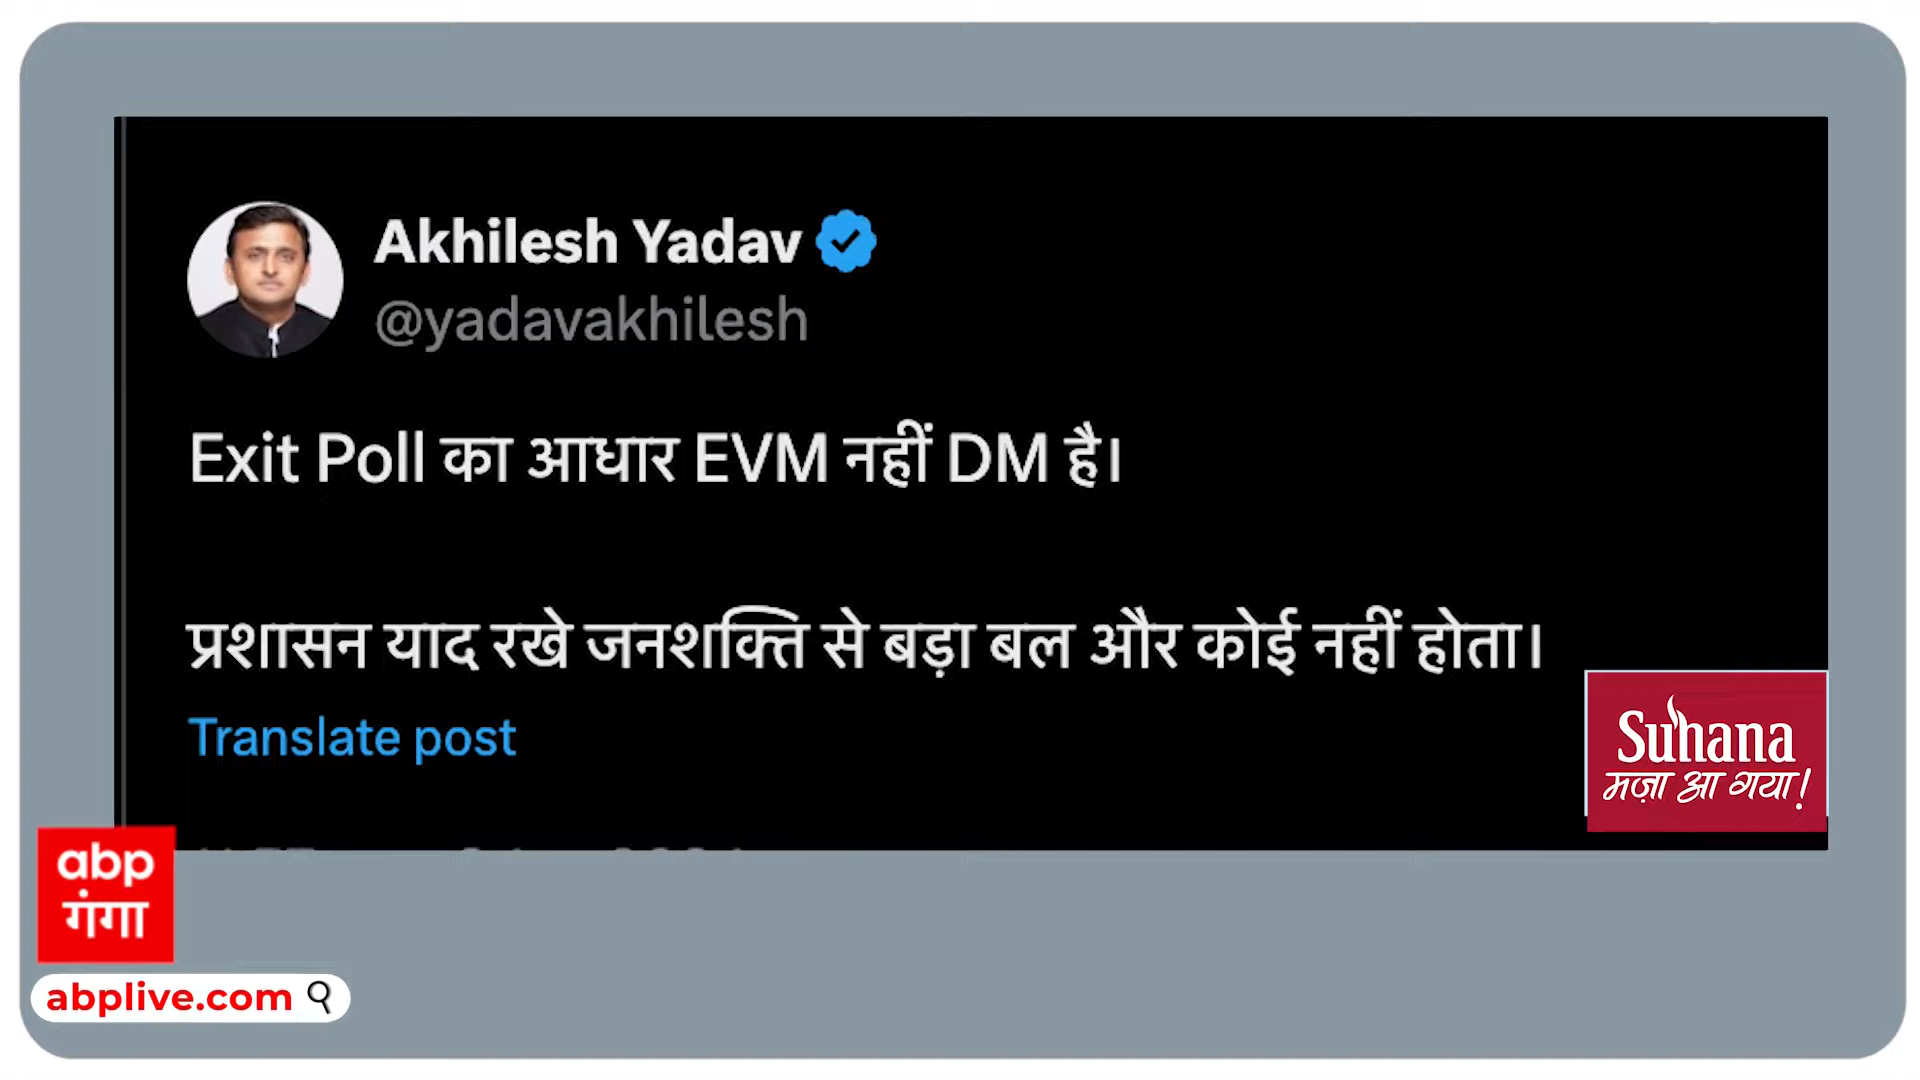 Akhilesh Yadav
@yadavakhilesh
Exit Poll का आधार EVM नहीं DM है।
प्रशासन याद रखे जनशक्ति से बड़ा बल और कोई नहीं होता।
Translate post
Suhana
मज़ा आ गया!
abp
गंगा
abplive.com